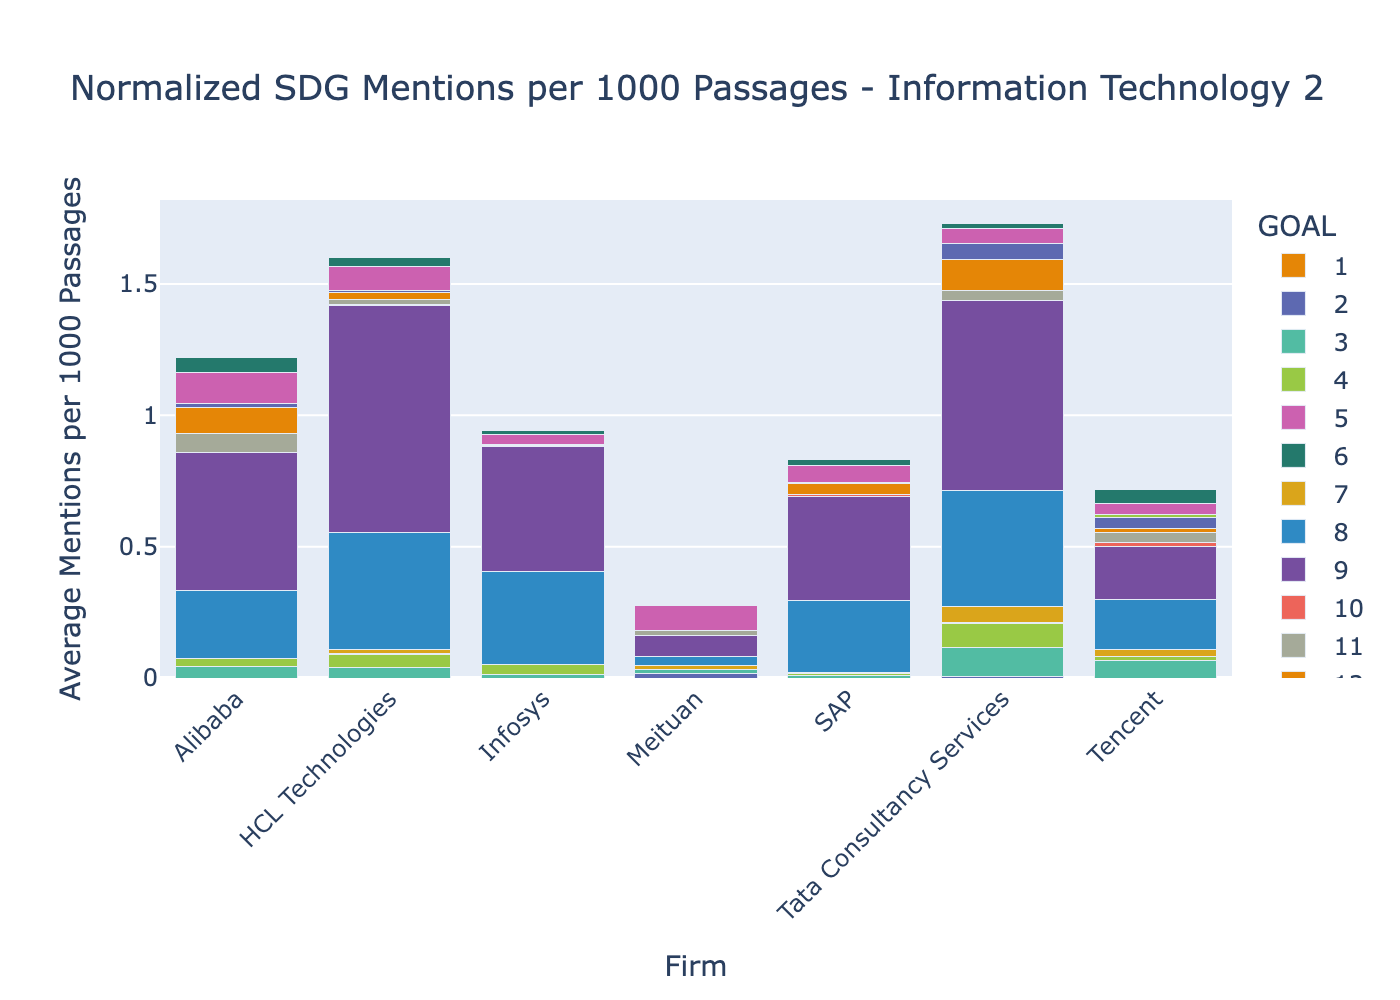 Normalized SDG Mentions per 1000 Passages - Information Technology 2
Average Mentions per 1000 Passages
1.5
1
0.5
0
Alibaba
HCL Technologies
Infosys
Meituan
SAP
Tata Consultancy Services
Tencent
Firm
GOAL
1
2
3
4
5
6
7
8
9
10
11